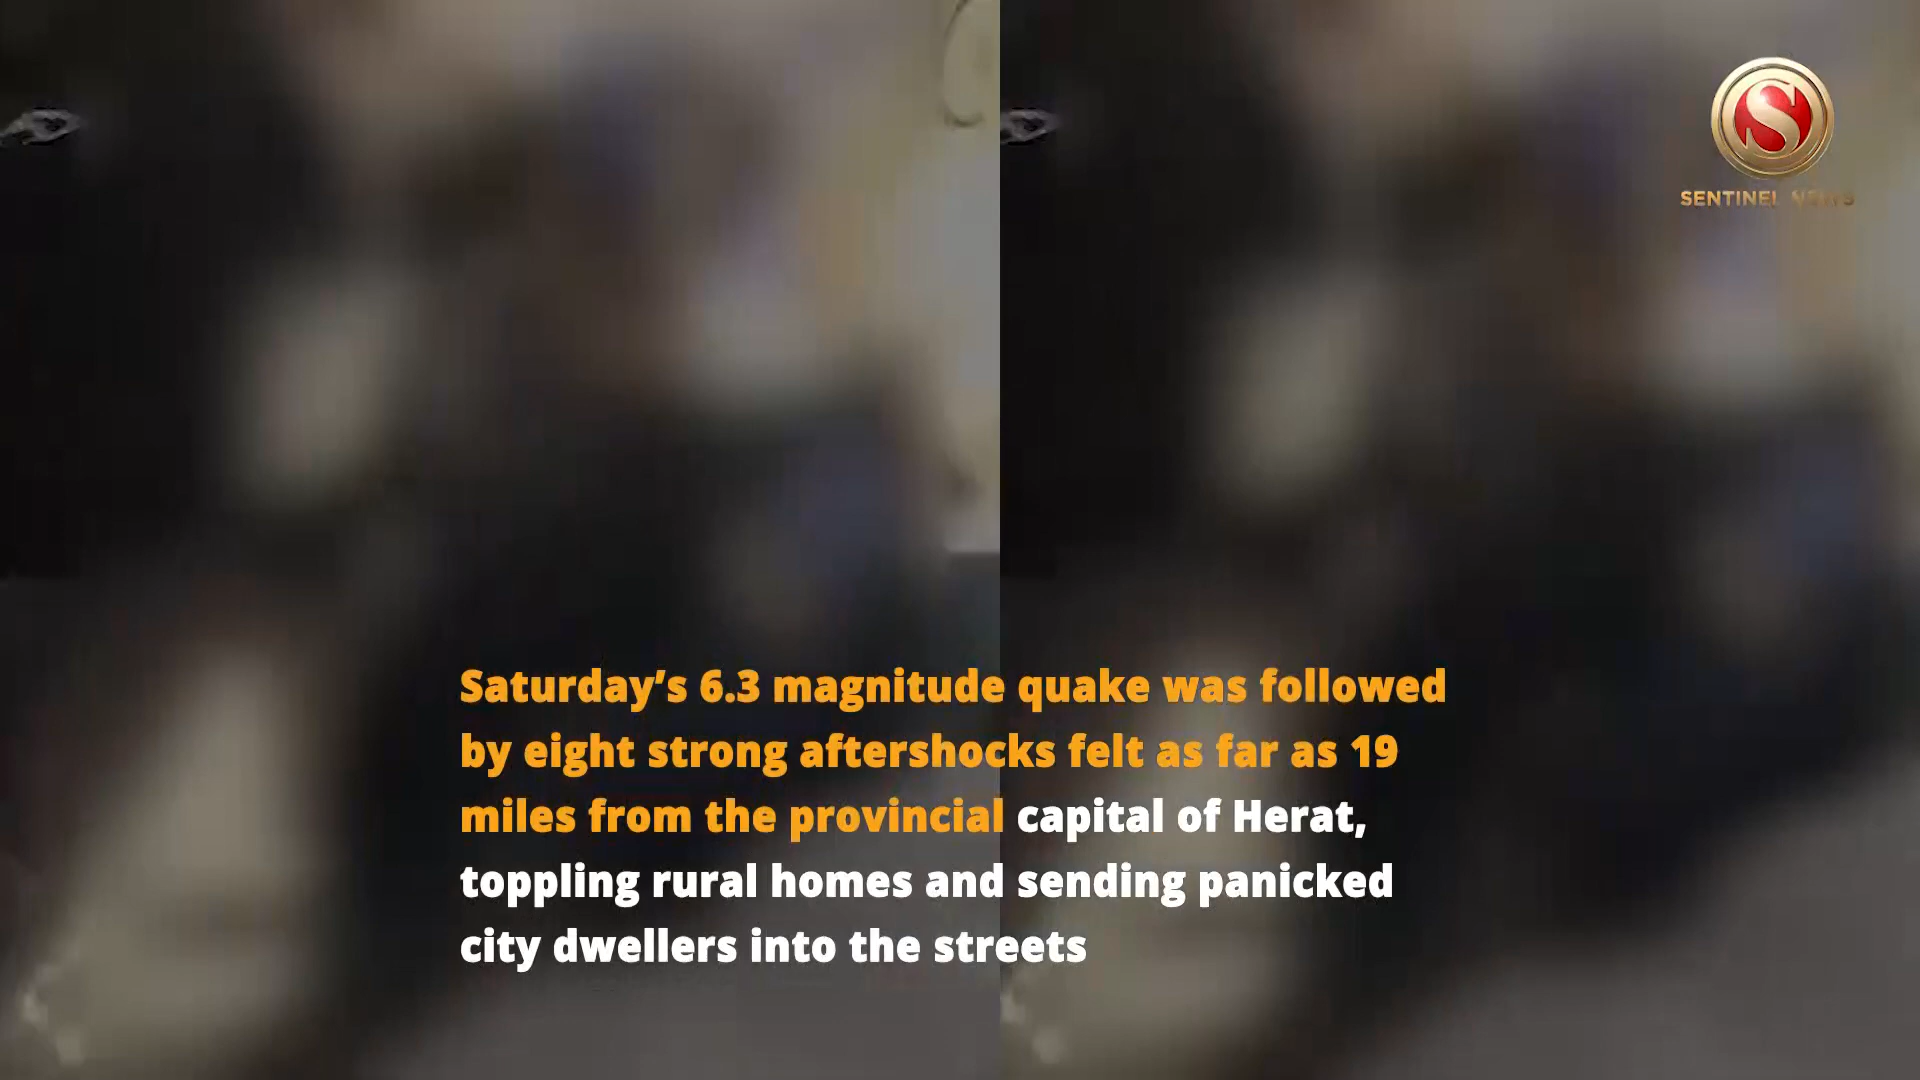 SENTINEL NEWS
Saturday’s 6.3 magnitude quake was followed
by eight strong aftershocks felt as far as 19
miles from the provincial capital of Herat,
toppling rural homes and sending panicked
city dwellers into the streets